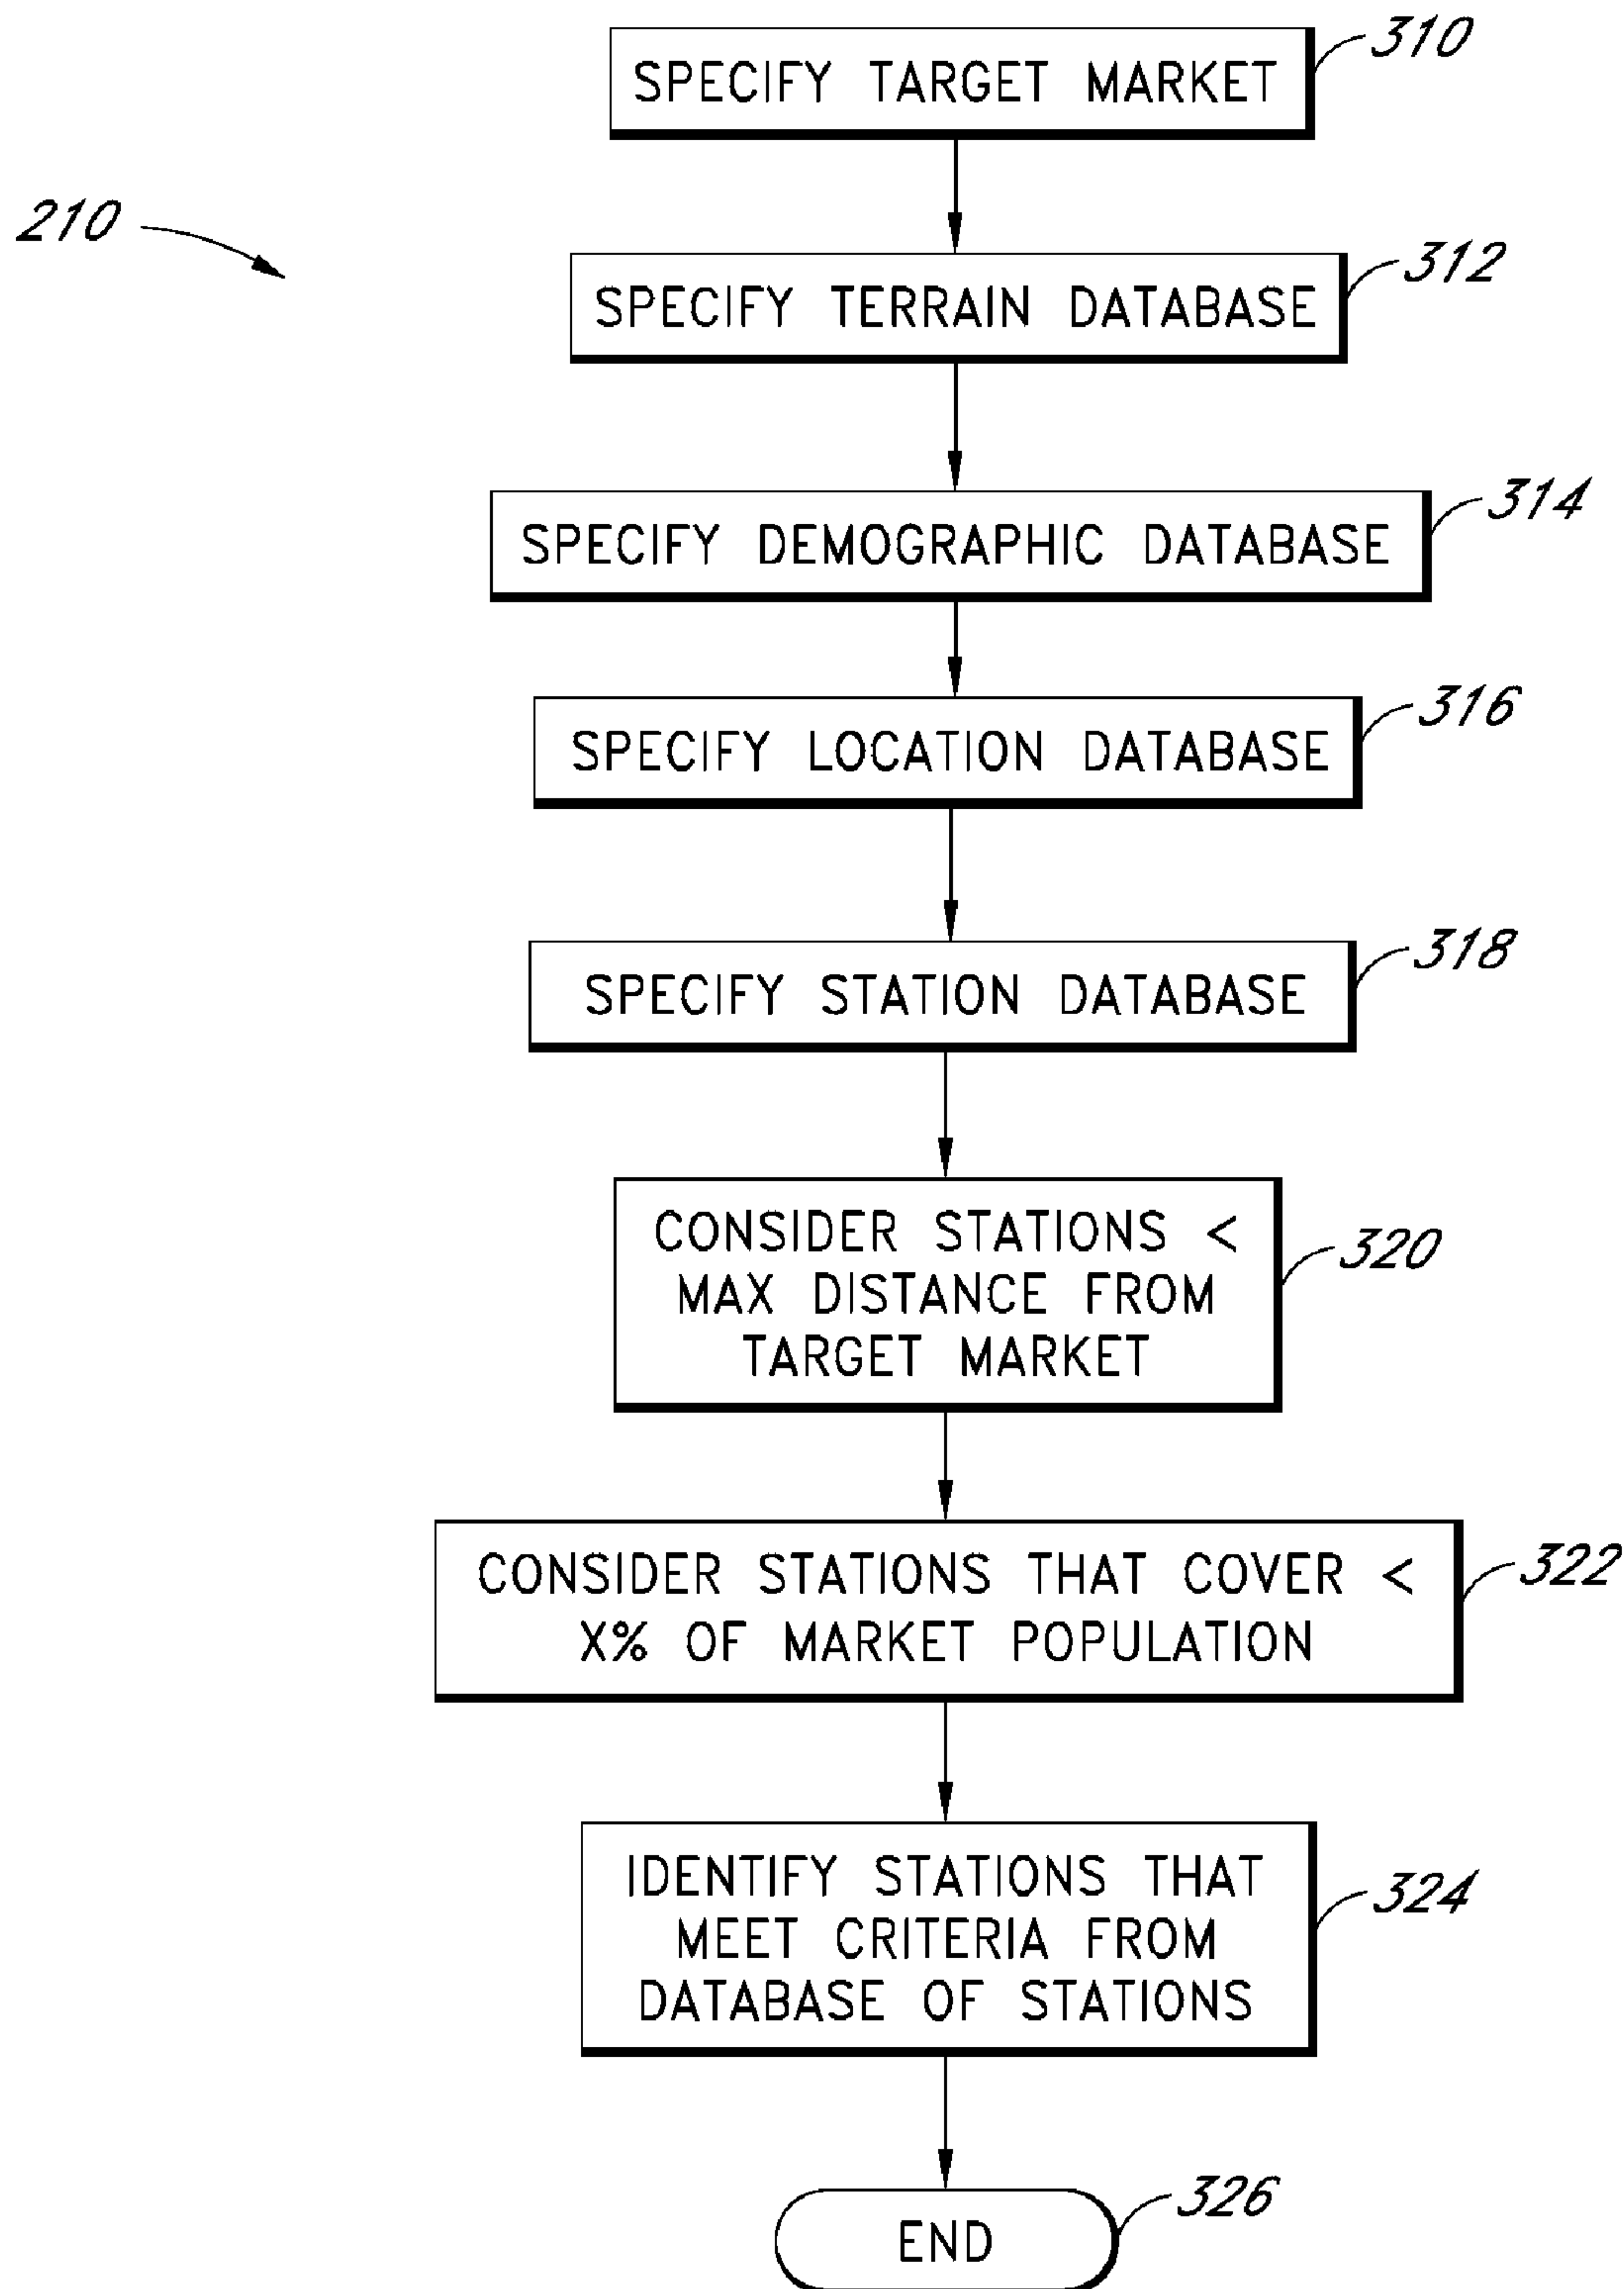 310
SPECIFY TARGET MARKET
210
312
SPECIFY TERRAIN DATABASE
314
SPECIFY DEMOGRAPHIC DATABASE
316
SPECIFY LOCATION DATABASE
318
SPECIFY STATION DATABASE
320
CONSIDER STATIONS <
MAX DISTANCE FROM
TARGET MARKET
322
CONSIDER STATIONS THAT COVER <
X% OF MARKET POPULATION
324
IDENTIFY STATIONS THAT
MEET CRITERIA FROM
DATABASE OF STATIONS
326
END